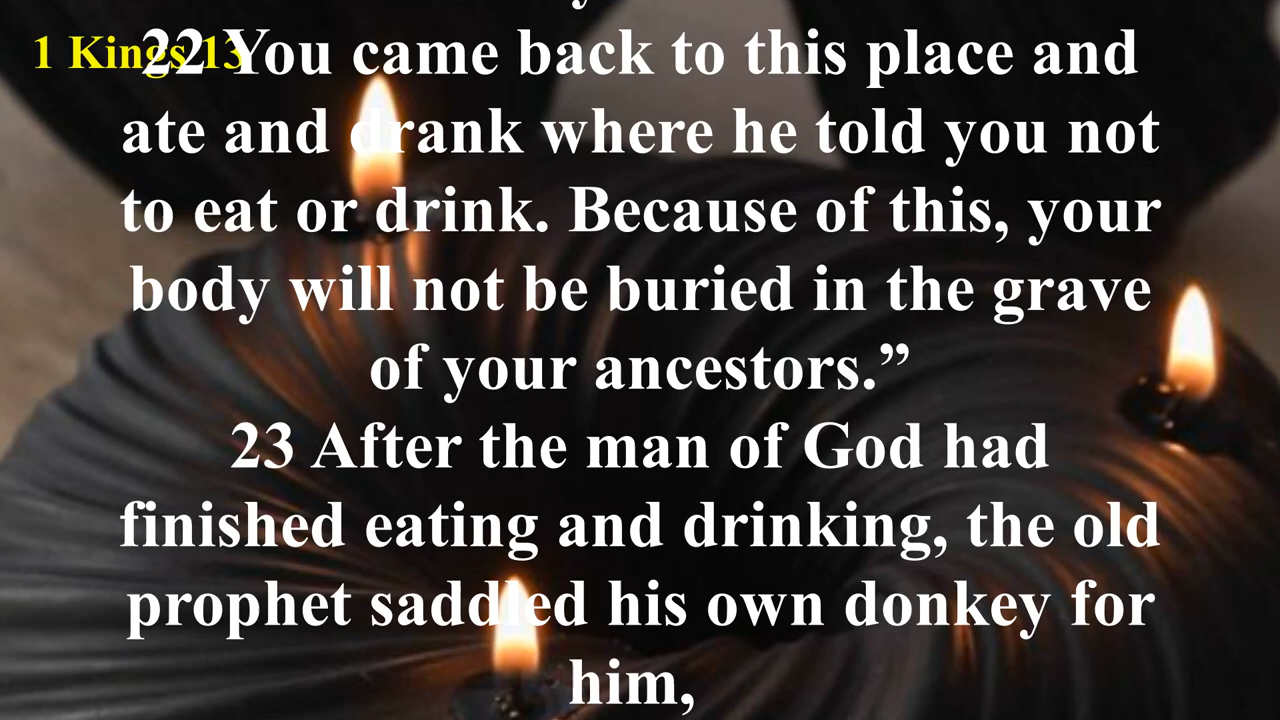 1 Kings 13
22 You came back to this place and
ate and drank where he told you not
to eat or drink. Because of this, your
body will not be buried in the grave
of your ancestors.”
23 After the man of God had
finished eating and drinking, the old
prophet saddled his own donkey for
him,